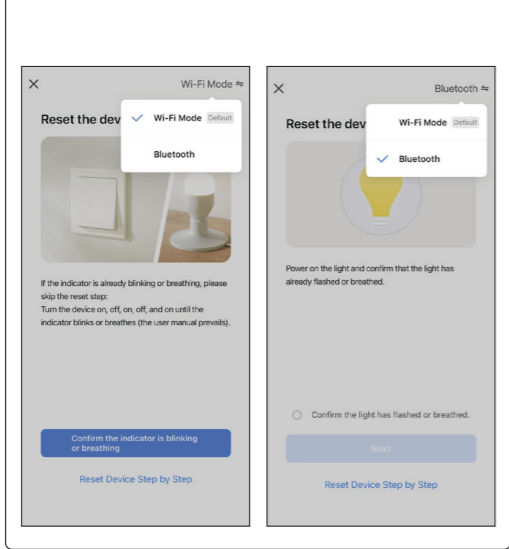 Wi-Fi Mode ⇋
Reset the dev
✓ Wi-Fi Mode Default
Bluetooth
If the indicator is already blinking or breathing, please
skip the reset step:
Turn the device on, off, on, off, and on until the
indicator blinks or breathes (the user manual prevails).
Confirm the indicator is blinking
or breathing
Reset Device Step by Step
Bluetooth ⇋
Reset the dev
Wi-Fi Mode Default
✓ Bluetooth
Power on the light and confirm that the light has
already flashed or breathed.
Confirm the light has flashed or breathed.
Next
Reset Device Step by Step